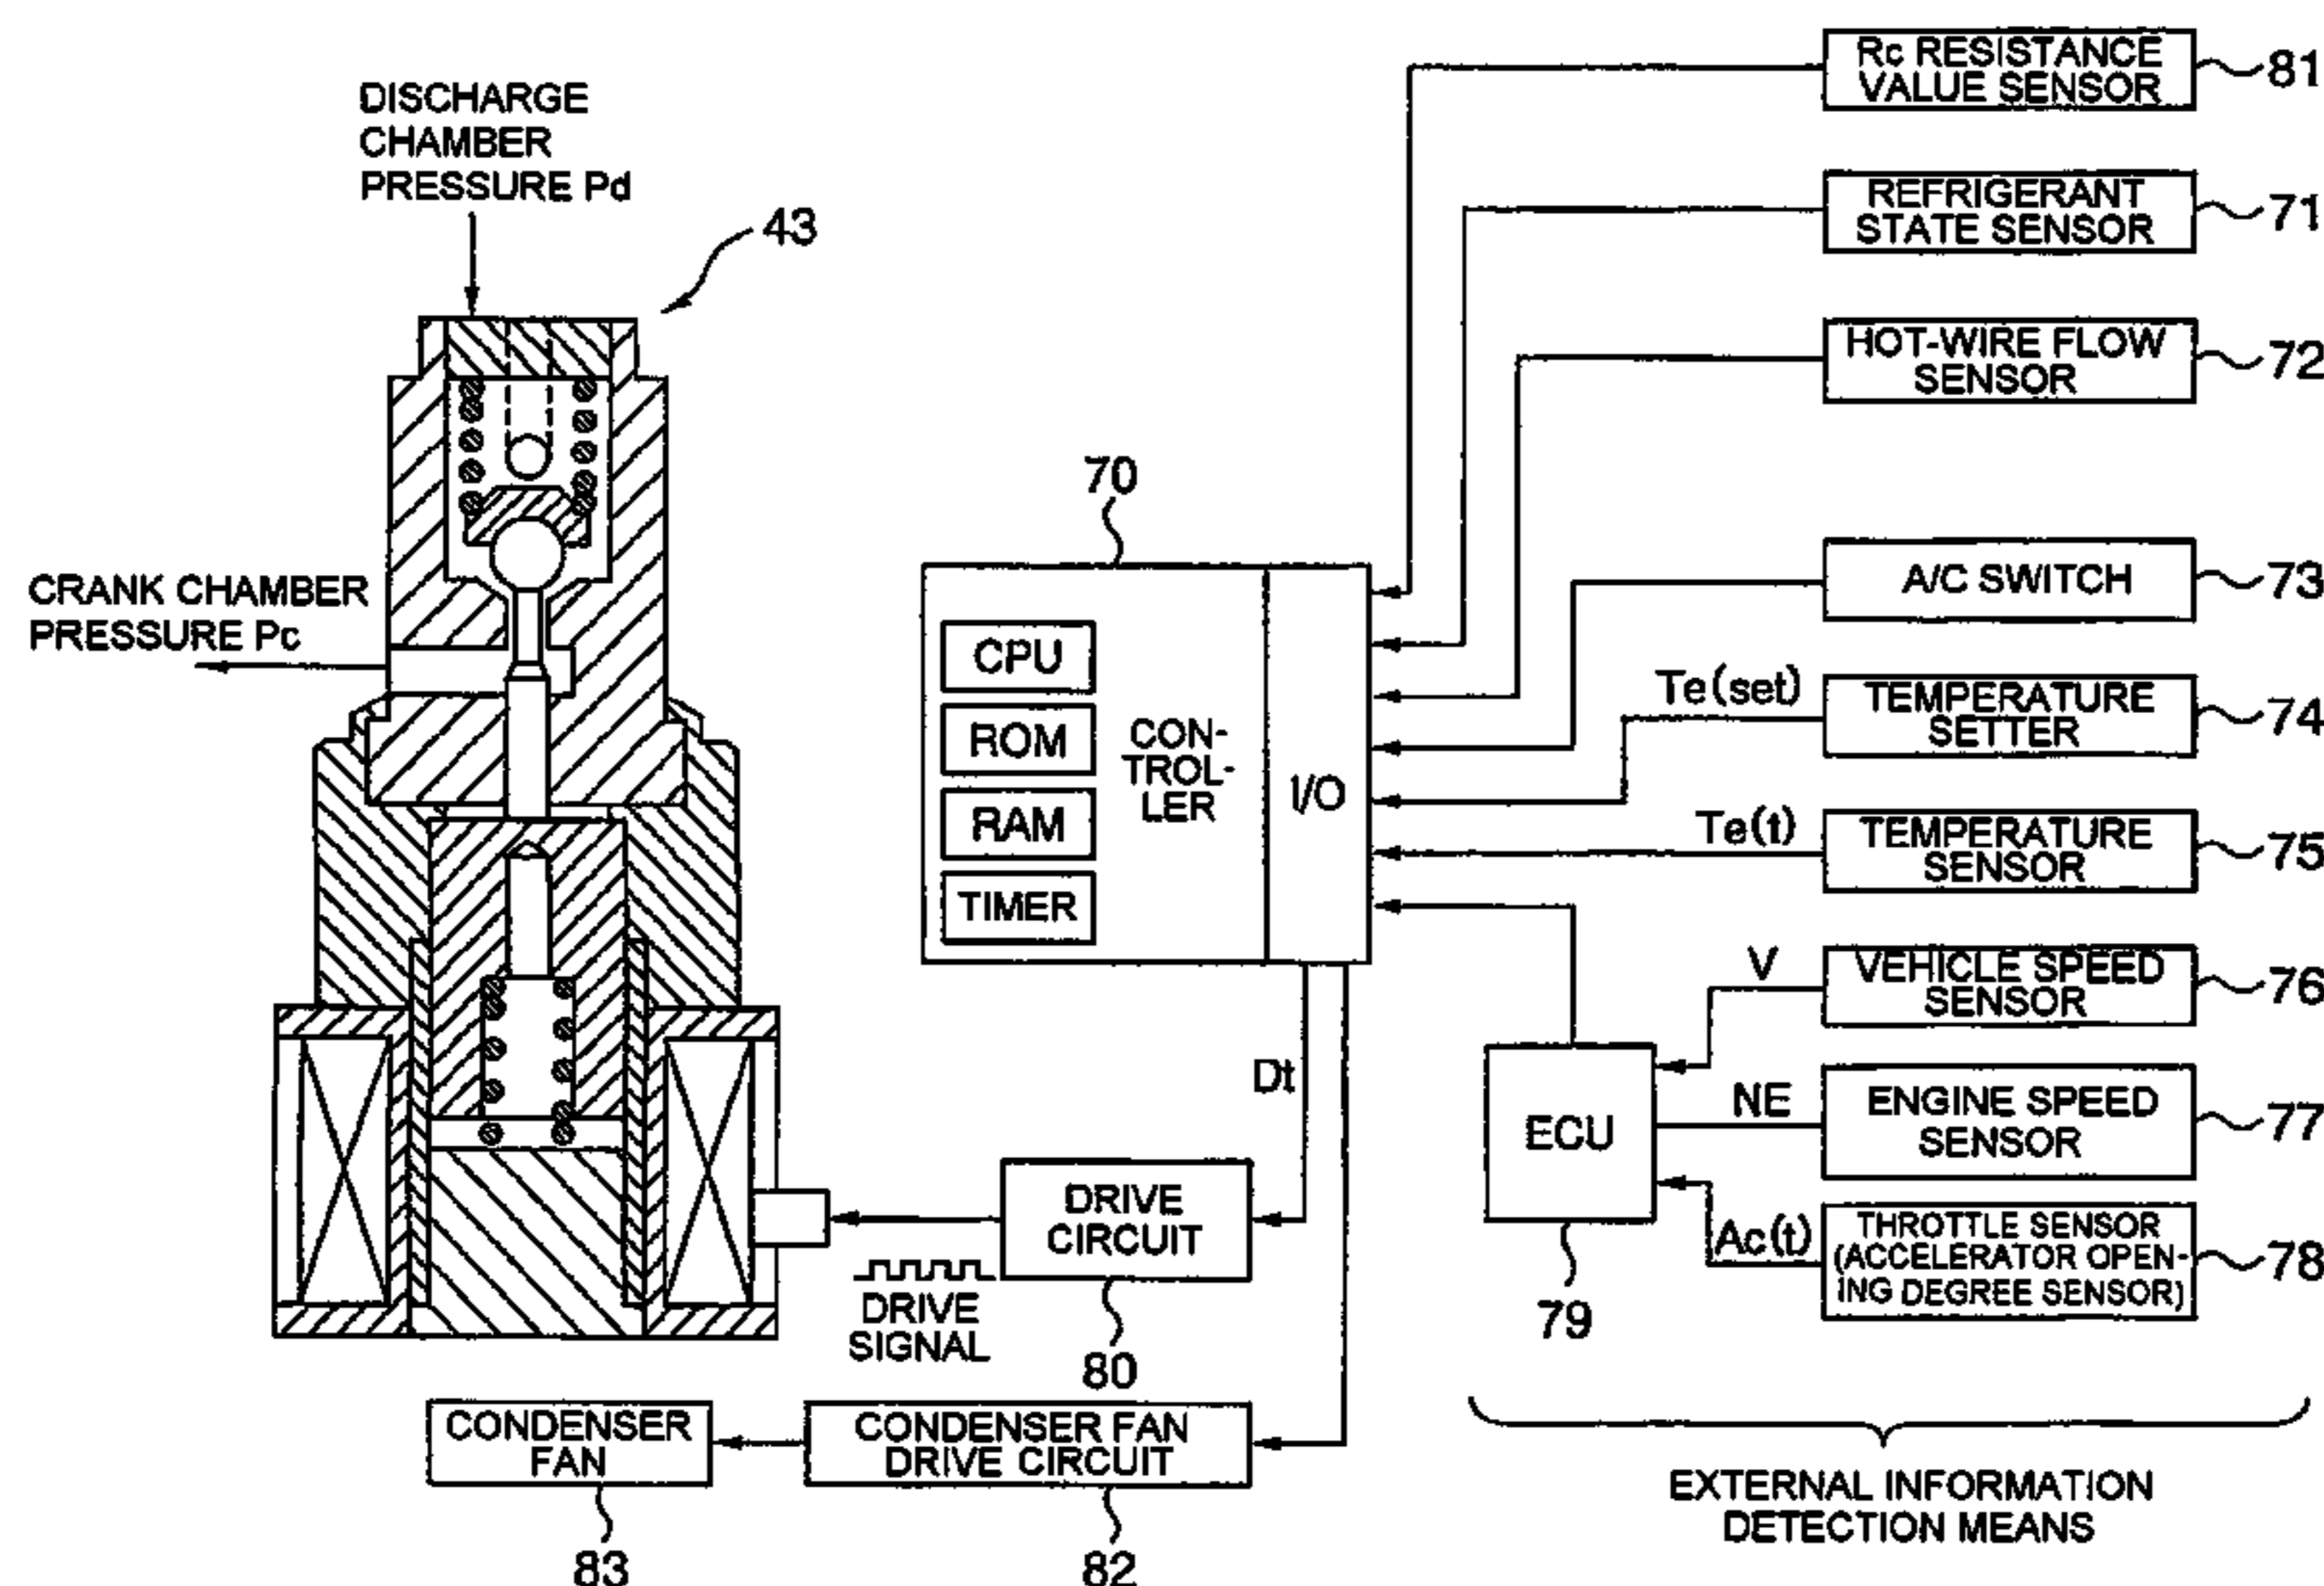 DISCHARGE
CHAMBER
PRESSURE Pd
43
CRANK CHAMBER
PRESSURE Pc
70
CPU
ROM
RAM
TIMER
CON-
TROL-
LER
I/O
Rc RESISTANCE
VALUE SENSOR
81
REFRIGERANT
STATE SENSOR
71
HOT-WIRE FLOW
SENSOR
72
A/C SWITCH
73
Te(set)
TEMPERATURE
SETTER
74
Te(t)
TEMPERATURE
SENSOR
75
V
VEHICLE SPEED
SENSOR
76
NE
ENGINE SPEED
SENSOR
77
Ac(t)
THROTTLE SENSOR
(ACCELERATOR OPEN-
ING DEGREE SENSOR)
78
ECU
79
Dt
DRIVE
CIRCUIT
80
DRIVE
SIGNAL
CONDENSER
FAN
83
CONDENSER FAN
DRIVE CIRCUIT
82
EXTERNAL INFORMATION
DETECTION MEANS